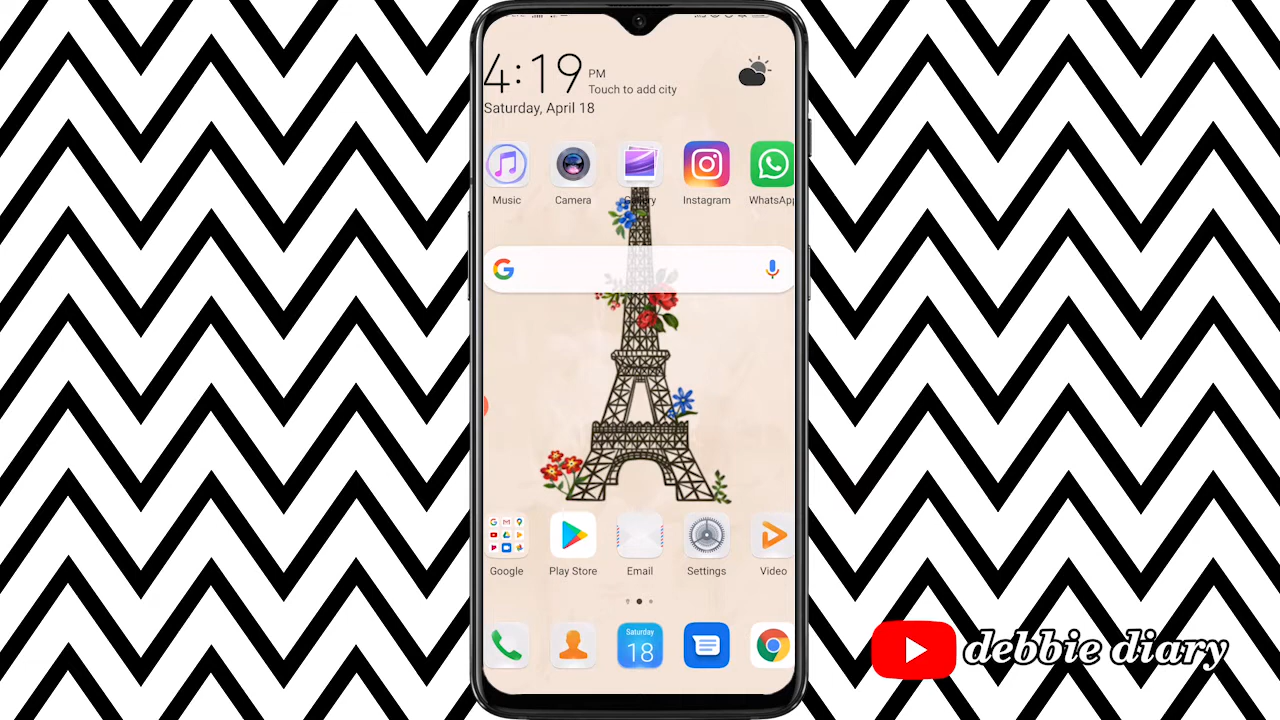 4:19 PM
Touch to add city
Saturday, April 18
Music Camera Gallery Instagram WhatsApp
Google Play Store Email Settings Video
Saturday
18
debbie diary